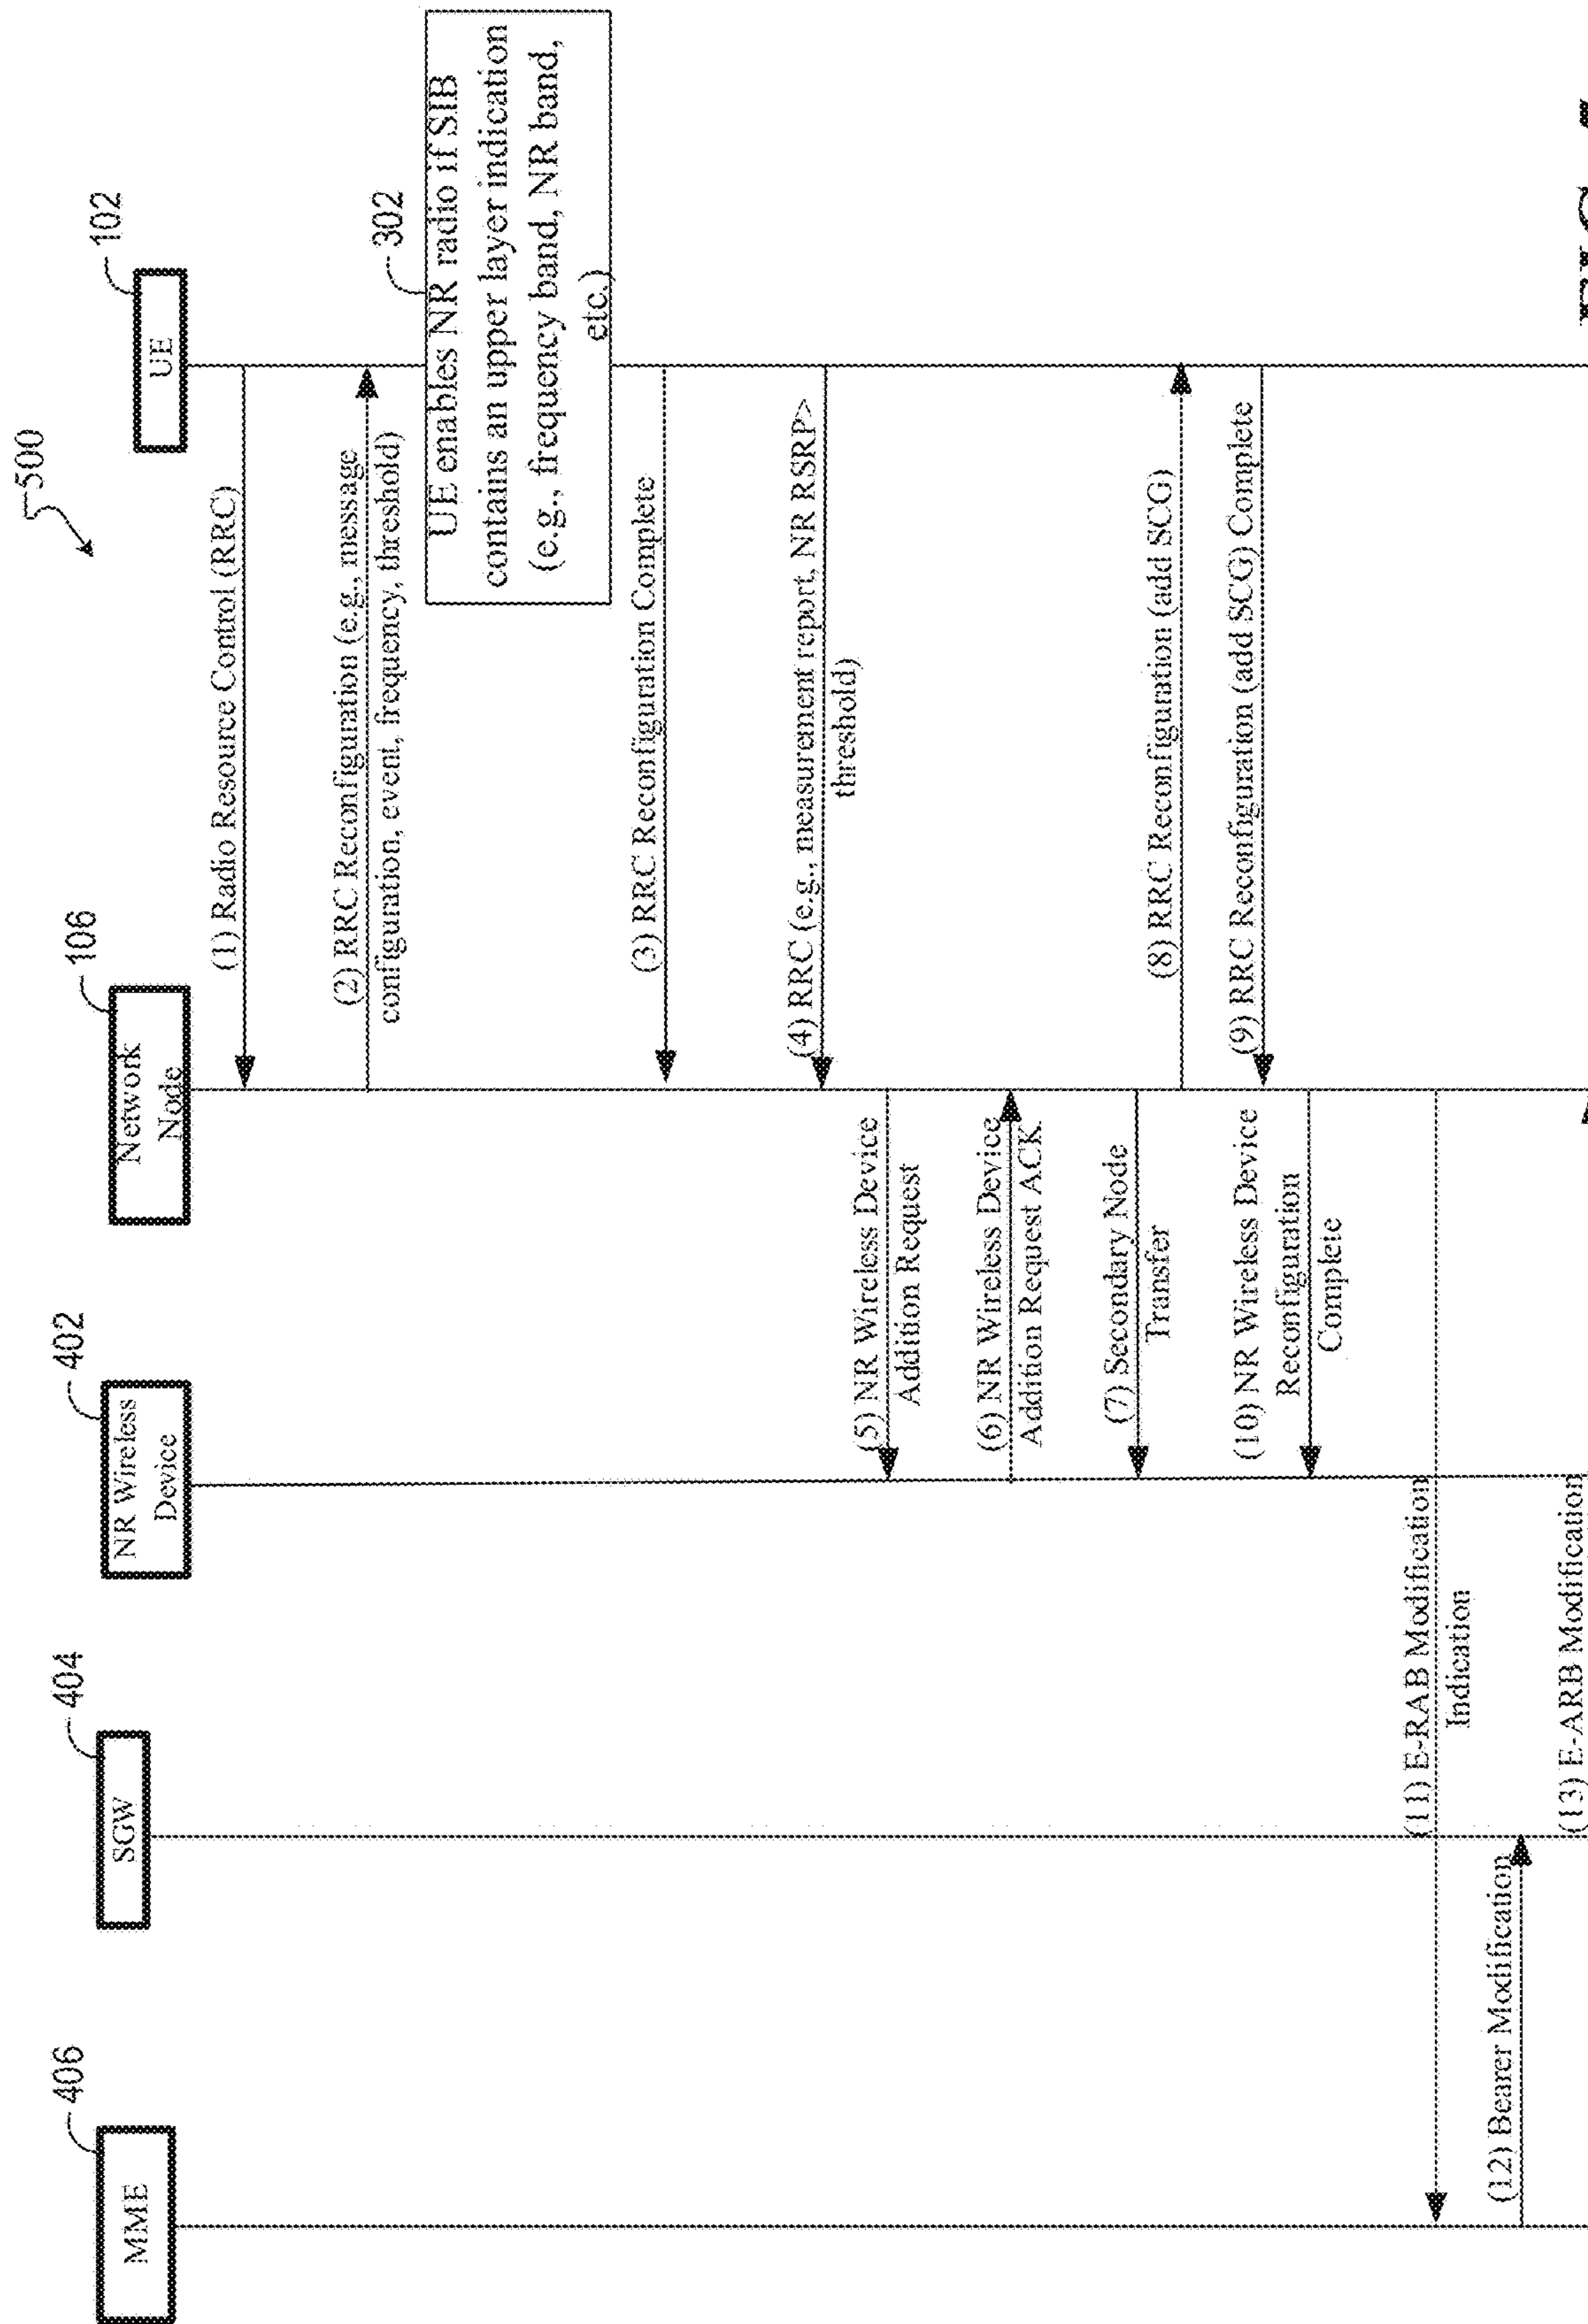 500
406
404
402
106
102
MME
SGW
NR Wireless
Device
Network
Node
UE
(1) Radio Resource Control (RRC)
(2) RRC Reconfiguration (e.g., message
configuration, event, frequency, threshold)
302
UE enables NR radio if SIB
contains an upper layer indication
(e.g., frequency band, NR band,
etc.)
(3) RRC Reconfiguration Complete
(4) RRC (e.g., measurement report, NR RSRP>
threshold)
(5) NR Wireless Device
Addition Request
(6) NR Wireless Device
Addition Request ACK.
(7) Secondary Node
Transfer
(8) RRC Reconfiguration (add SCG)
(9) RRC Reconfiguration (add SCG) Complete
(10) NR Wireless Device
Reconfiguration
Complete
(11) E-RAB Modification
Indication
(12) Bearer Modification
(13) E-ARB Modification